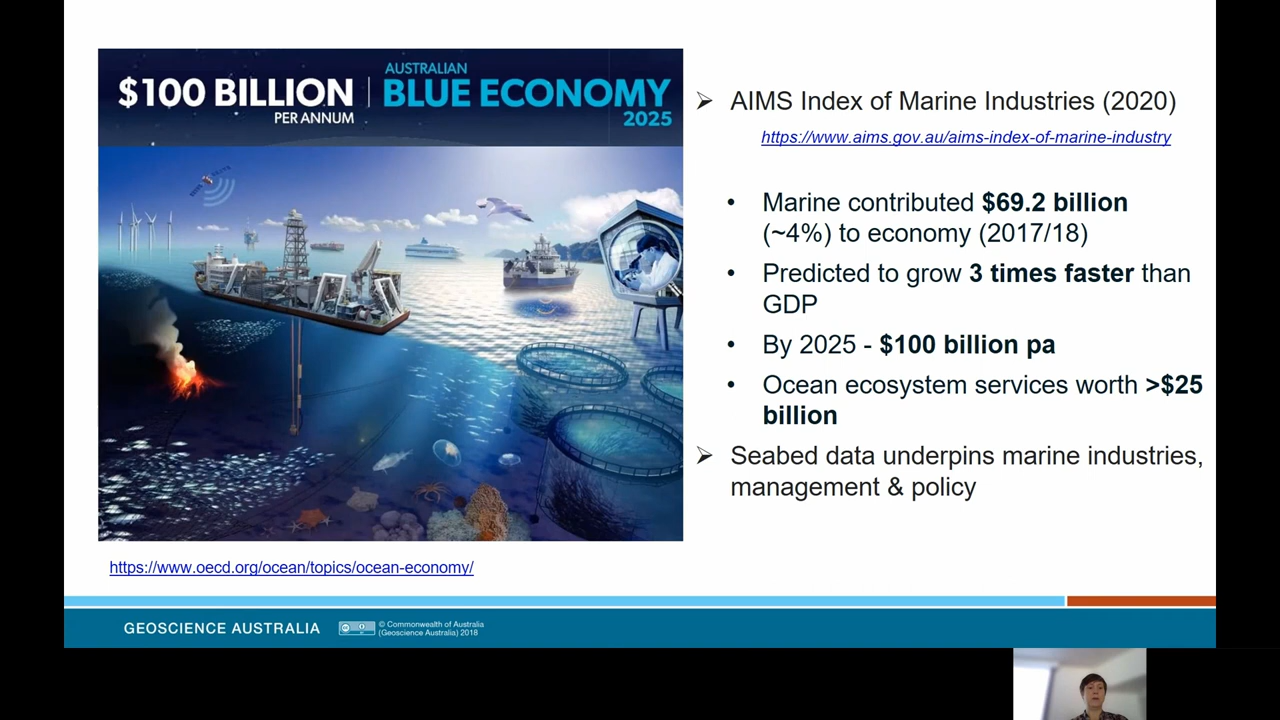 $100 BILLION
PER ANNUM
AUSTRALIAN
BLUE ECONOMY
2025
➢ AIMS Index of Marine Industries (2020)
https://www.aims.gov.au/aims-index-of-marine-industry
• Marine contributed $69.2 billion
(~4%) to economy (2017/18)
• Predicted to grow 3 times faster than
GDP
• By 2025 - $100 billion pa
• Ocean ecosystem services worth >$25
billion
➢ Seabed data underpins marine industries,
management & policy
https://www.oecd.org/ocean/topics/ocean-economy/
GEOSCIENCE AUSTRALIA
© Commonwealth of Australia
(Geoscience Australia) 2018